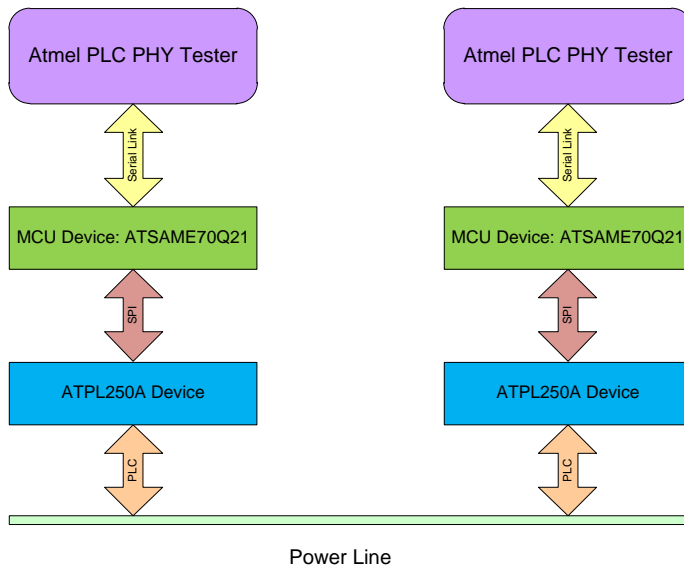 Atmel PLC PHY Tester
Atmel PLC PHY Tester
Serial Link
Serial Link
MCU Device: ATSAME70Q21
MCU Device: ATSAME70Q21
SPI
SPI
ATPL250A Device
ATPL250A Device
PLC
PLC
Power Line